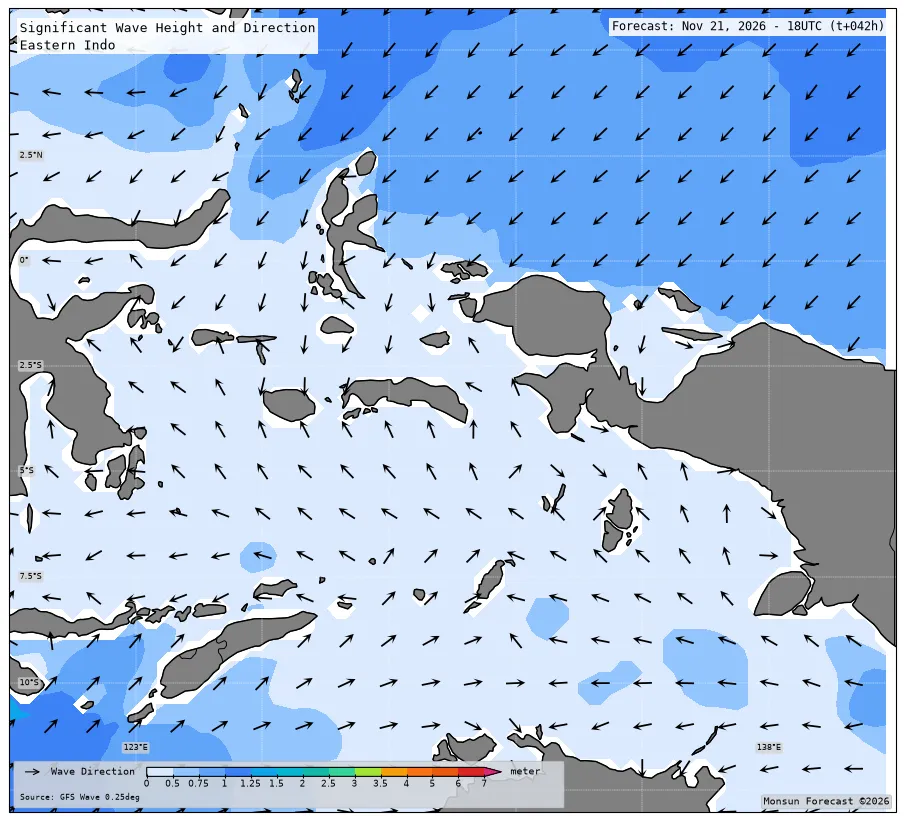 Significant Wave Height and Direction
Eastern Indo
Forecast: Nov 21, 2026 - 18UTC (t+042h)
2.5°N
0°
2.5°S
5°S
7.5°S
10°S
123°E
138°E
Wave Direction
0 0.5 0.75 1 1.25 1.5 2 2.5 3 3.5 4 5 6 7
meter
Source: GFS Wave 0.25deg
Monsun Forecast ©2026